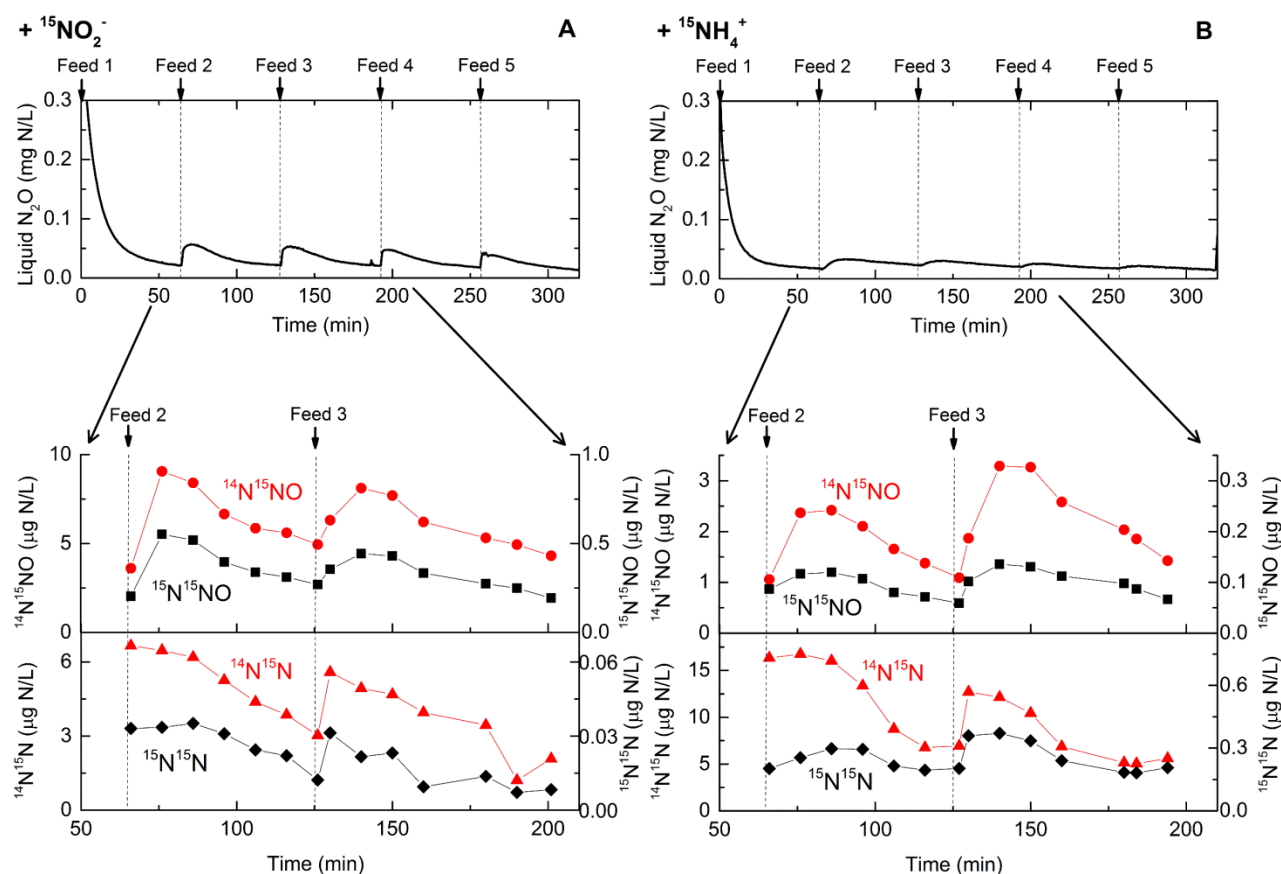 + ¹⁵NO₂⁻ A
Feed 1 Feed 2 Feed 3 Feed 4 Feed 5
Liquid N₂O (mg N/L)
0.3
0.2
0.1
0.0
0 50 100 150 200 250 300
Time (min)
Feed 2 Feed 3
¹⁴N¹⁵NO (µg N/L)
10
5
0
¹⁴N¹⁵NO
¹⁵N¹⁵NO
1.0
0.5
0.0
¹⁵N¹⁵NO (µg N/L)
¹⁴N¹⁵N (µg N/L)
6
3
0
¹⁴N¹⁵N
¹⁵N¹⁵N
0.06
0.03
0.00
¹⁵N¹⁵N (µg N/L)
50 100 150 200
Time (min)
+ ¹⁵NH₄⁺ B
Feed 1 Feed 2 Feed 3 Feed 4 Feed 5
Liquid N₂O (mg N/L)
0.3
0.2
0.1
0.0
0 50 100 150 200 250 300
Time (min)
Feed 2 Feed 3
¹⁴N¹⁵NO (µg N/L)
3
2
1
0
¹⁴N¹⁵NO
¹⁵N¹⁵NO
0.3
0.2
0.1
0.0
¹⁵N¹⁵NO (µg N/L)
¹⁴N¹⁵N (µg N/L)
15
10
5
0
¹⁴N¹⁵N
¹⁵N¹⁵N
0.6
0.3
0.0
¹⁵N¹⁵N (µg N/L)
50 100 150 200
Time (min)